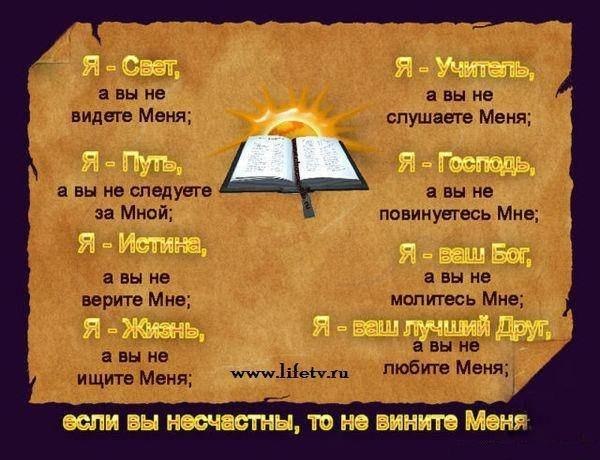 Я - Свет,
а вы не
видете Меня;
Я - Путь,
а вы не следуете
за Мной;
Я - Истина,
а вы не
верите Мне;
Я - Жизнь,
а вы не
ищите Меня;
Я - Учитель,
а вы не
слушаете Меня;
Я - Господь,
а вы не
повинуетесь Мне;
Я - ваш Бог,
а вы не
молитесь Мне;
Я - ваш лучший Друг,
а вы не
любите Меня;
www.lifetv.ru
если вы несчастны, то не вините Меня